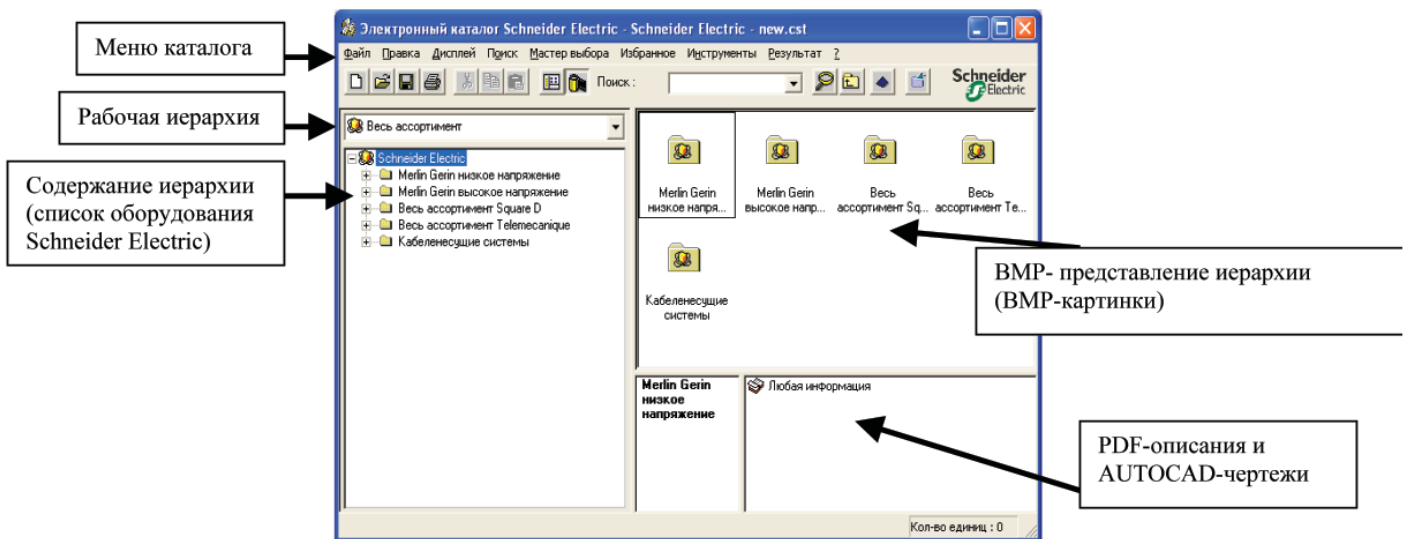 Меню каталога
Рабочая иерархия
Содержание иерархии
(список оборудования
Schneider Electric)
Электронный каталог Schneider Electric - Schneider Electric - new.cst
Файл Правка Дисплей Поиск Мастер выбора Избранное Инструменты Результат ?
Поиск :
Schneider
Electric
Весь ассортимент
Schneider Electric
Merlin Gerin низкое напряжение
Merlin Gerin высокое напряжение
Весь ассортимент Square D
Весь ассортимент Telemecanique
Кабеленесущие системы
Merlin Gerin
низкое напря...
Merlin Gerin
высокое напр...
Весь
ассортимент Sq...
Весь
ассортимент Te...
Кабеленесущие
системы
Merlin Gerin
низкое
напряжение
Любая информация
Кол-во единиц : 0
BMP- представление иерархии
(BMP-картинки)
PDF-описания и
AUTOCAD-чертежи